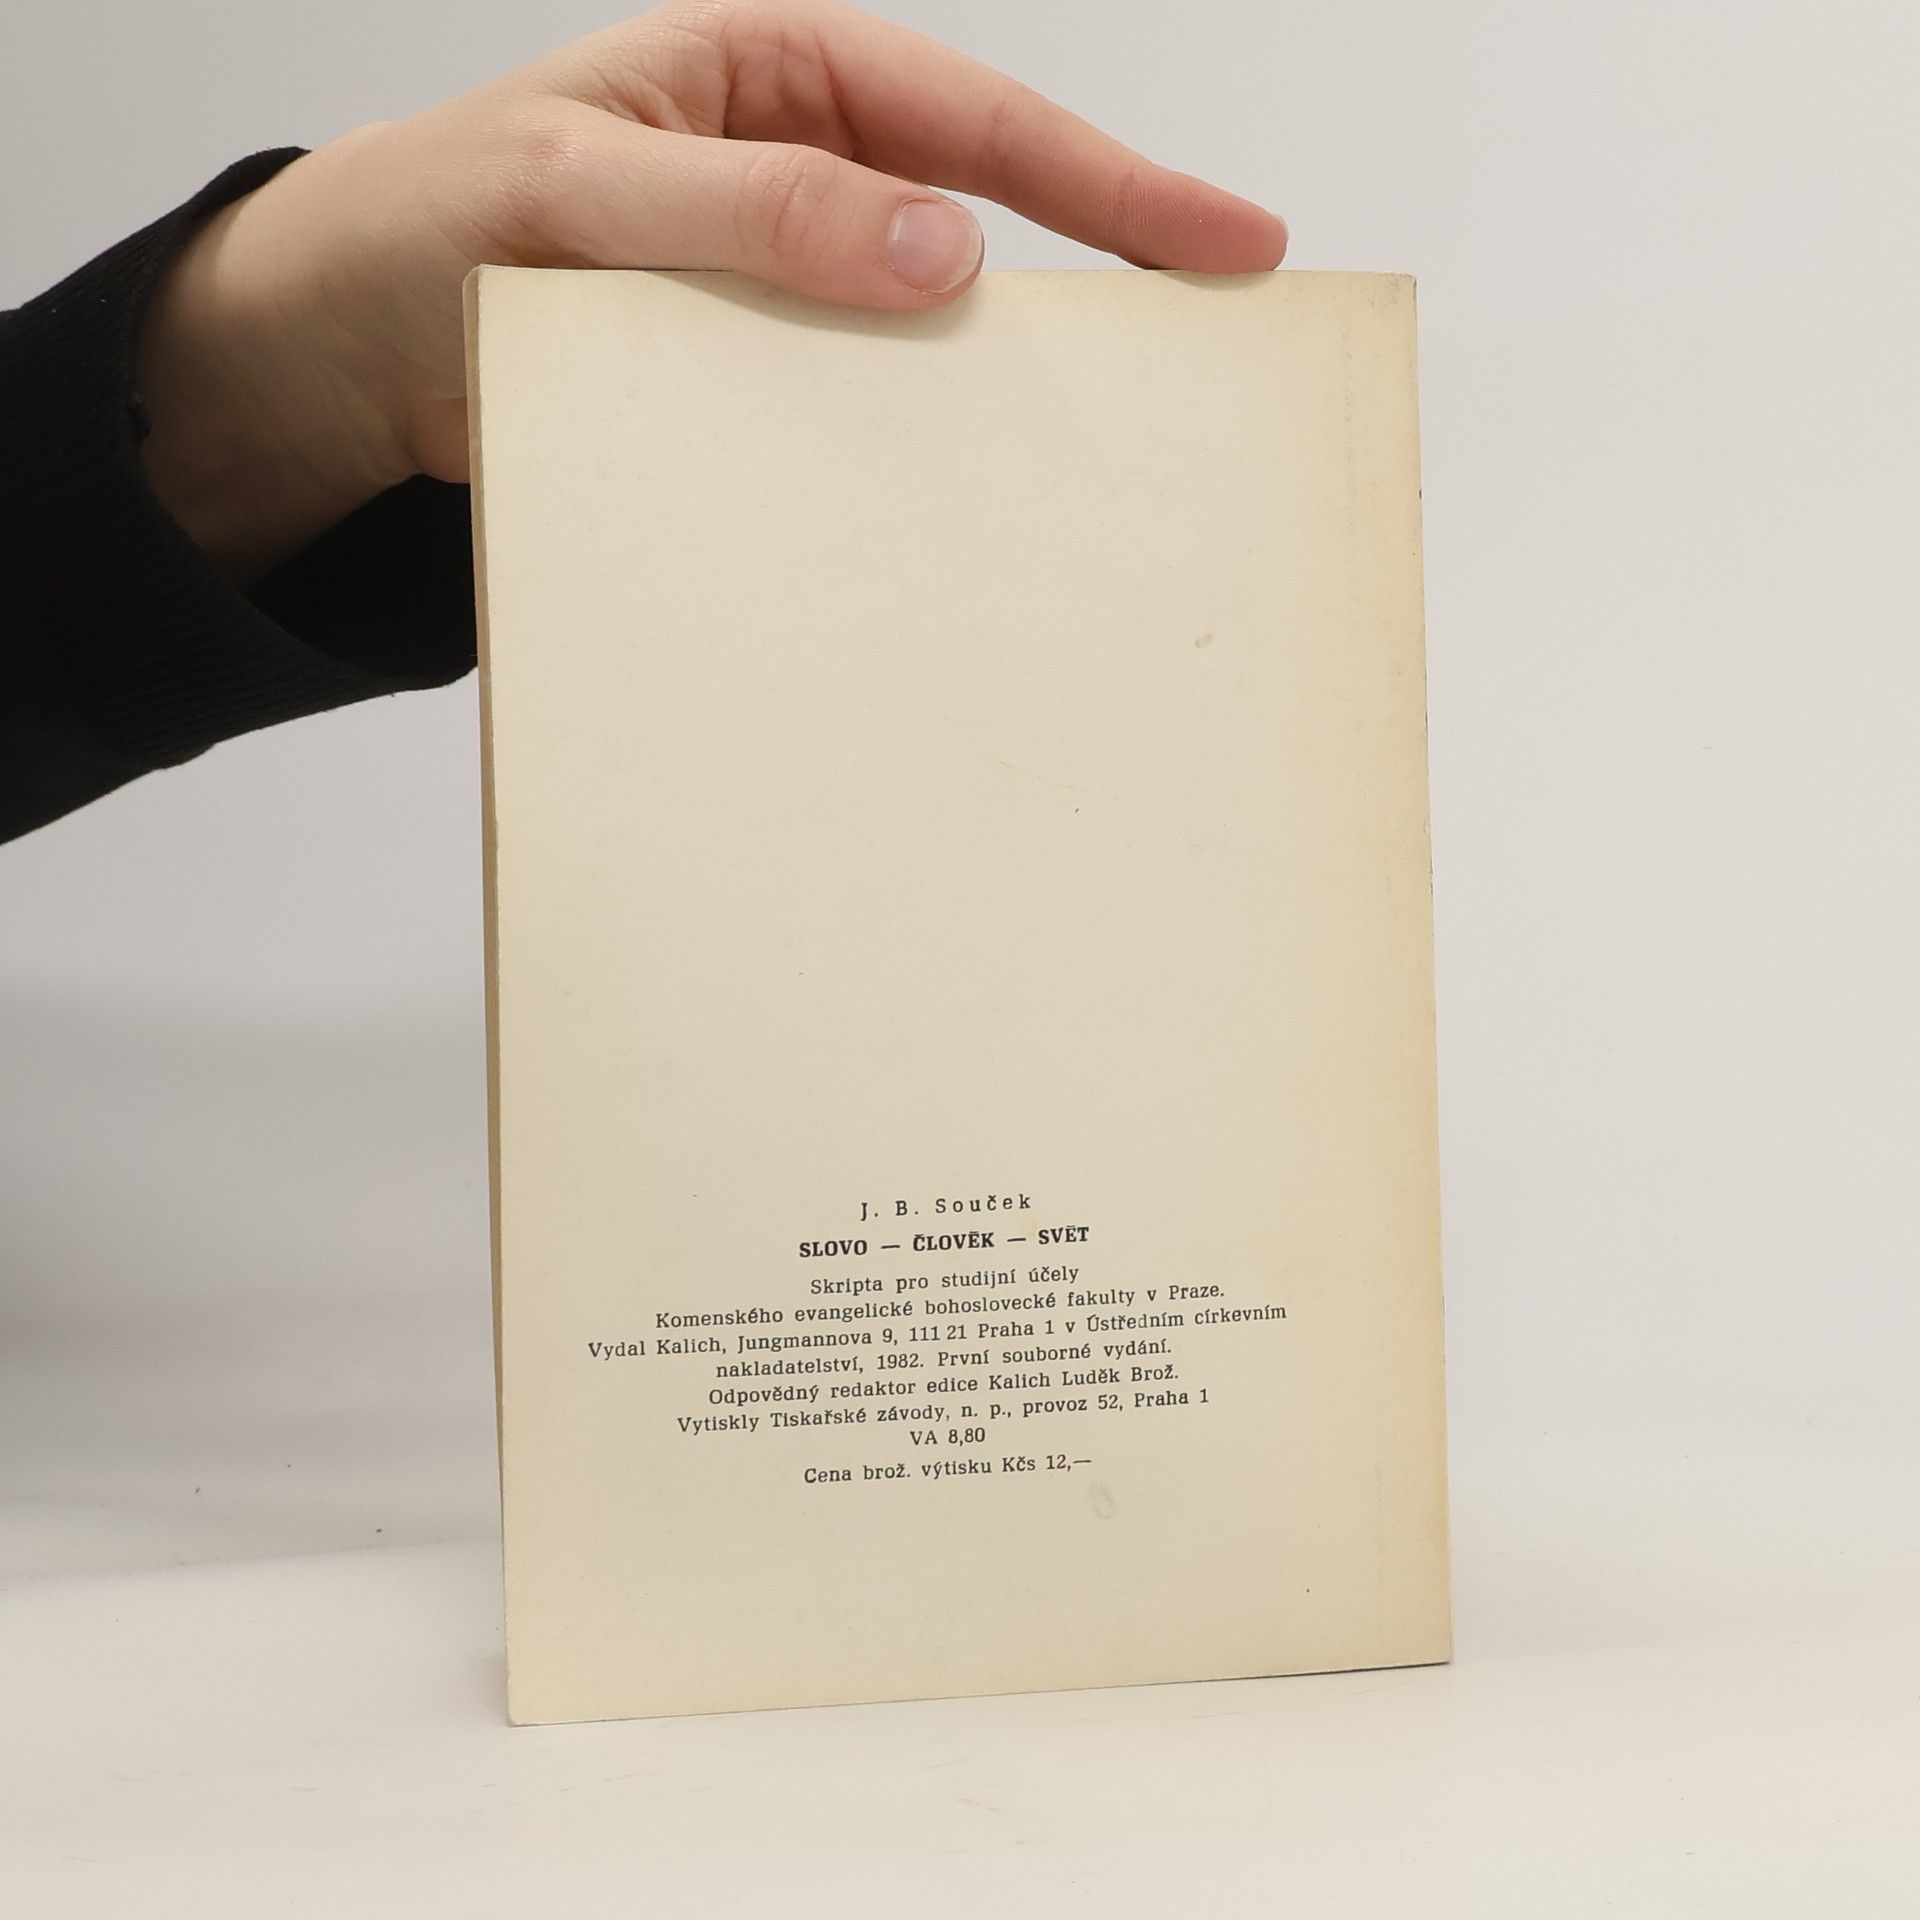 J. B. Souček
SLOVO — ČLOVĚK — SVĚT
Skripta pro studijní účely
Komenského evangelické bohoslovecké fakulty v Praze.
Vydal Kalich, Jungmannova 9, 111 21 Praha 1 v Ústředním církevním
nakladatelství, 1982. První souborné vydání.
Odpovědný redaktor edice Kalich Luděk Brož.
Vytiskly Tiskařské závody, n. p., provoz 52, Praha 1
VA 8,80
Cena brož. výtisku Kčs 12,—